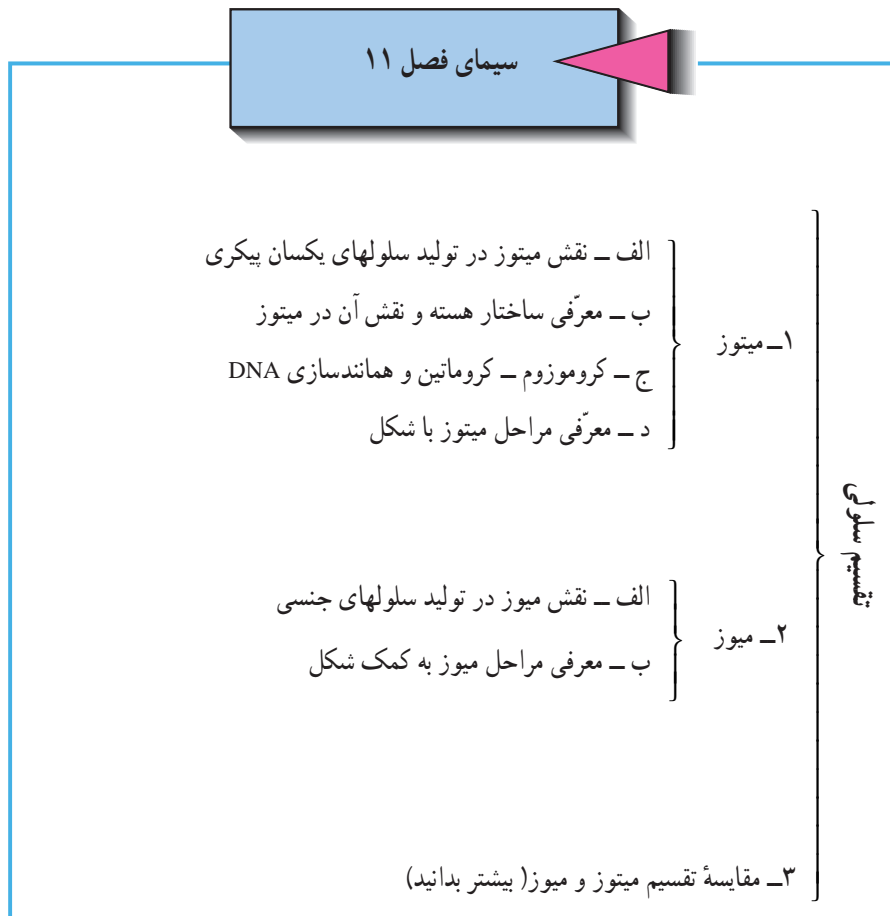 سیمای فصل ۱۱
تقسیم سلولی
۱ــ میتوز
الف ــ نقش میتوز در تولید سلولهای یکسان پیکری
ب ــ معرّفی ساختار هسته و نقش آن در میتوز
ج ــ کروموزوم ــ کروماتین و همانندسازی DNA
د ــ معرّفی مراحل میتوز با شکل
۲ــ میوز
الف ــ نقش میوز در تولید سلولهای جنسی
ب ــ معرفی مراحل میوز به کمک شکل
۳ــ مقایسۀ تقسیم میتوز و میوز( بیشتر بدانید)